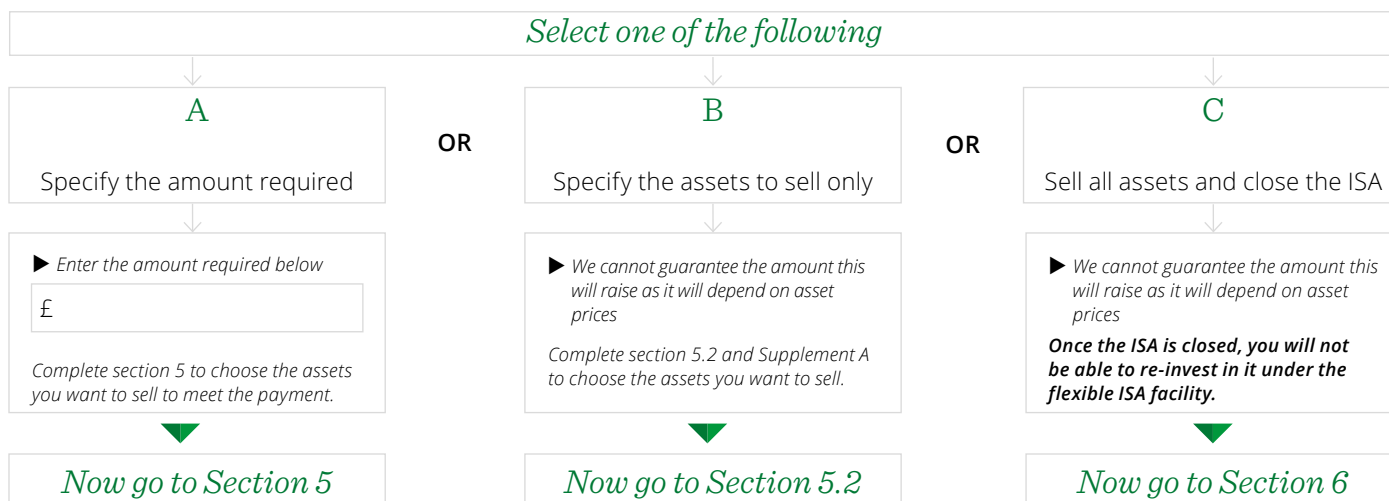 Select one of the following
A
Specify the amount required
▶ Enter the amount required below
£
Complete section 5 to choose the assets
you want to sell to meet the payment.
Now go to Section 5
OR
B
Specify the assets to sell only
▶ We cannot guarantee the amount this
will raise as it will depend on asset
prices
Complete section 5.2 and Supplement A
to choose the assets you want to sell.
Now go to Section 5.2
OR
C
Sell all assets and close the ISA
▶ We cannot guarantee the amount this
will raise as it will depend on asset
prices
Once the ISA is closed, you will not
be able to re-invest in it under the
flexible ISA facility.
Now go to Section 6